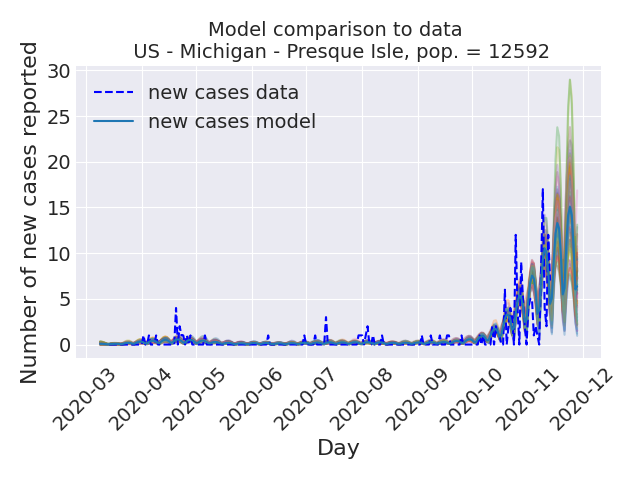 Model comparison to data
US - Michigan - Presque Isle, pop. = 12592
Number of new cases reported
30
25
20
15
10
5
0
new cases data
new cases model
2020-03
2020-04
2020-05
2020-06
2020-07
2020-08
2020-09
2020-10
2020-11
2020-12
Day